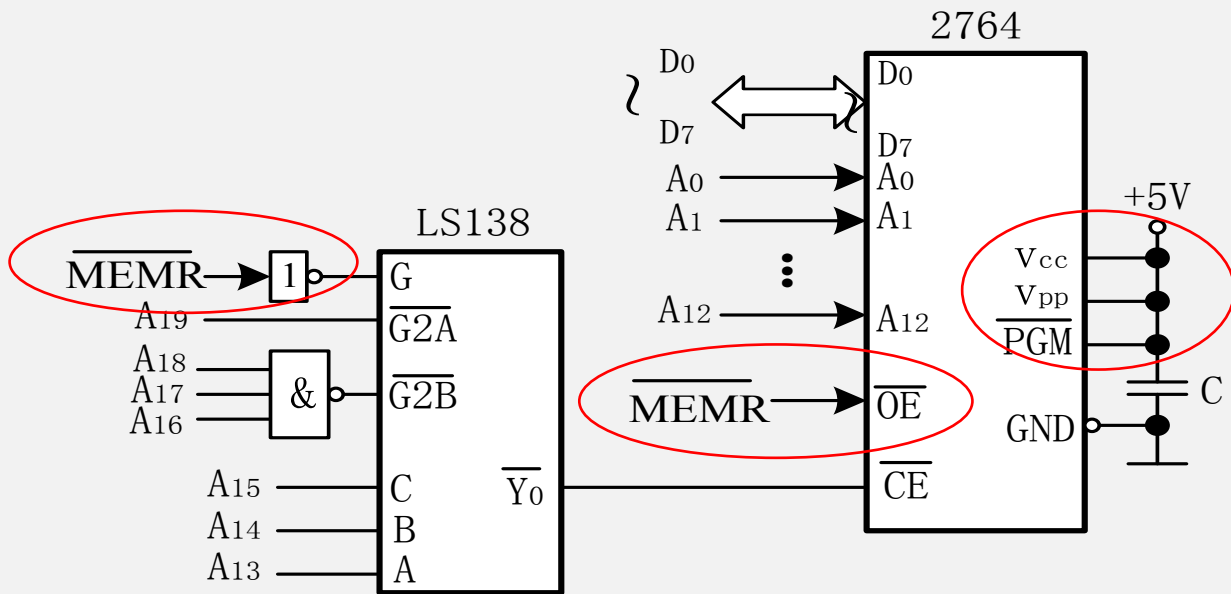 2764
D0
D0
~
~
D7
D7
A0
A0
A1
A1
+5V
LS138
Vcc
MEMR
1
G
Vpp
A19
G2A
A12
A12
PGM
A18
A17
&
G2B
MEMR
OE
C
A16
GND
A15
C
Y0
CE
A14
B
A13
A